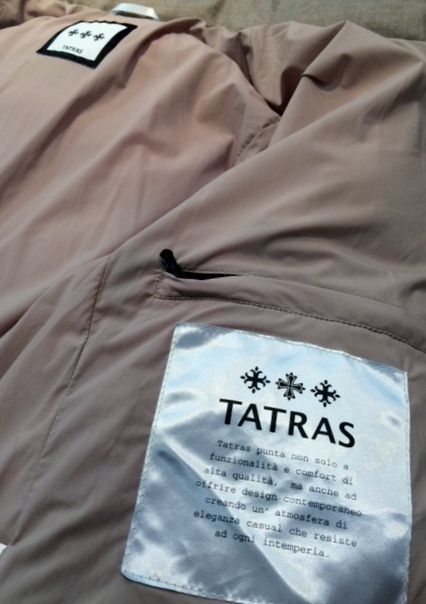 TATRAS
TATRAS
Tatras punta non solo a
funzionalità e comfort di
alta qualità, ma anche ad
offrire design contemporaneo
creando un' atmosfera di
eleganza casual che resiste
ad ogni intemperia.